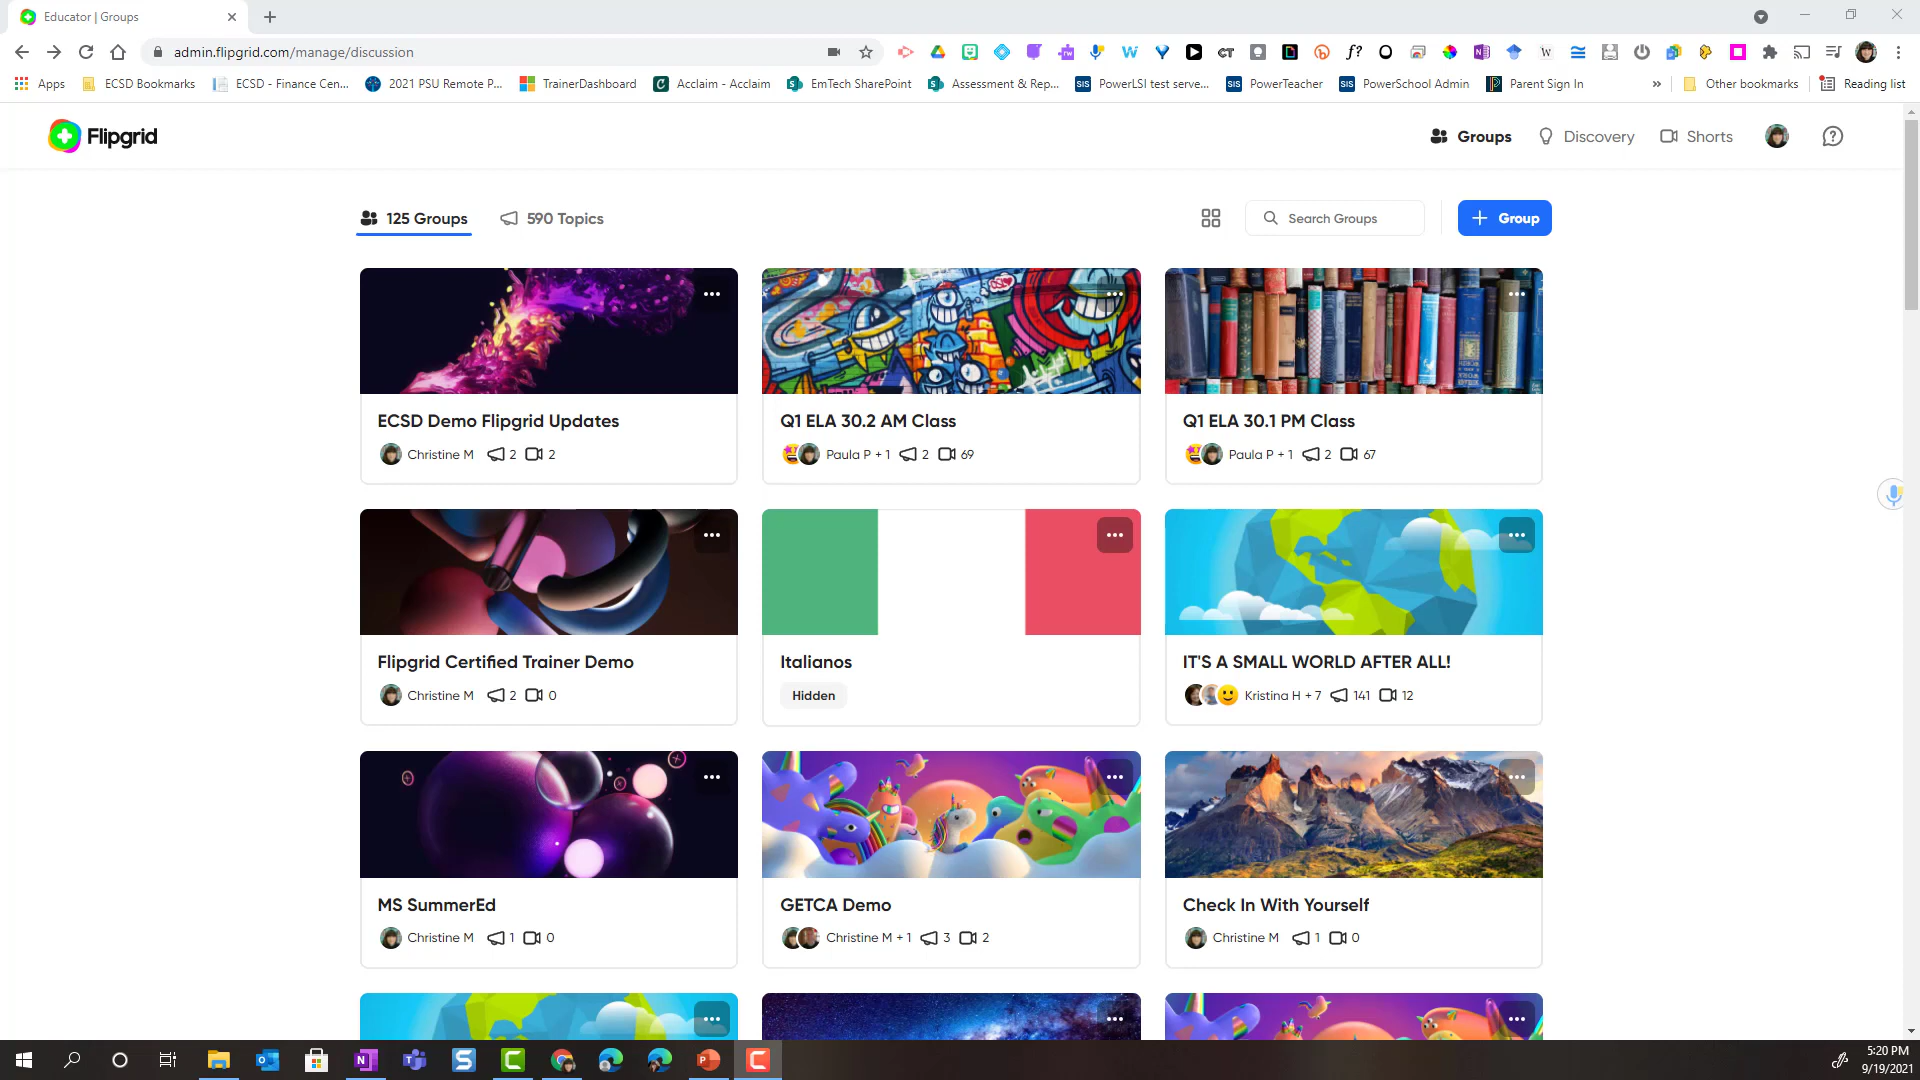 Educator | Groups
admin.flipgrid.com/manage/discussion
Apps ECSD Bookmarks ECSD - Finance Cen... 2021 PSU Remote P... TrainerDashboard Acclaim - Acclaim EmTech SharePoint Assessment & Rep... PowerLSI test serve... PowerTeacher PowerSchool Admin Parent Sign In » Other bookmarks Reading list
Flipgrid Groups Discovery Shorts
125 Groups 590 Topics Search Groups + Group
ECSD Demo Flipgrid Updates
Christine M 2 2
Q1 ELA 30.2 AM Class
Paula P + 1 2 69
Q1 ELA 30.1 PM Class
Paula P + 1 2 67
Flipgrid Certified Trainer Demo
Christine M 2 0
Italianos
Hidden
IT'S A SMALL WORLD AFTER ALL!
Kristina H + 7 141 12
MS SummerEd
Christine M 1 0
GETCA Demo
Christine M + 1 3 2
Check In With Yourself
Christine M 1 0
5:20 PM
9/19/2021